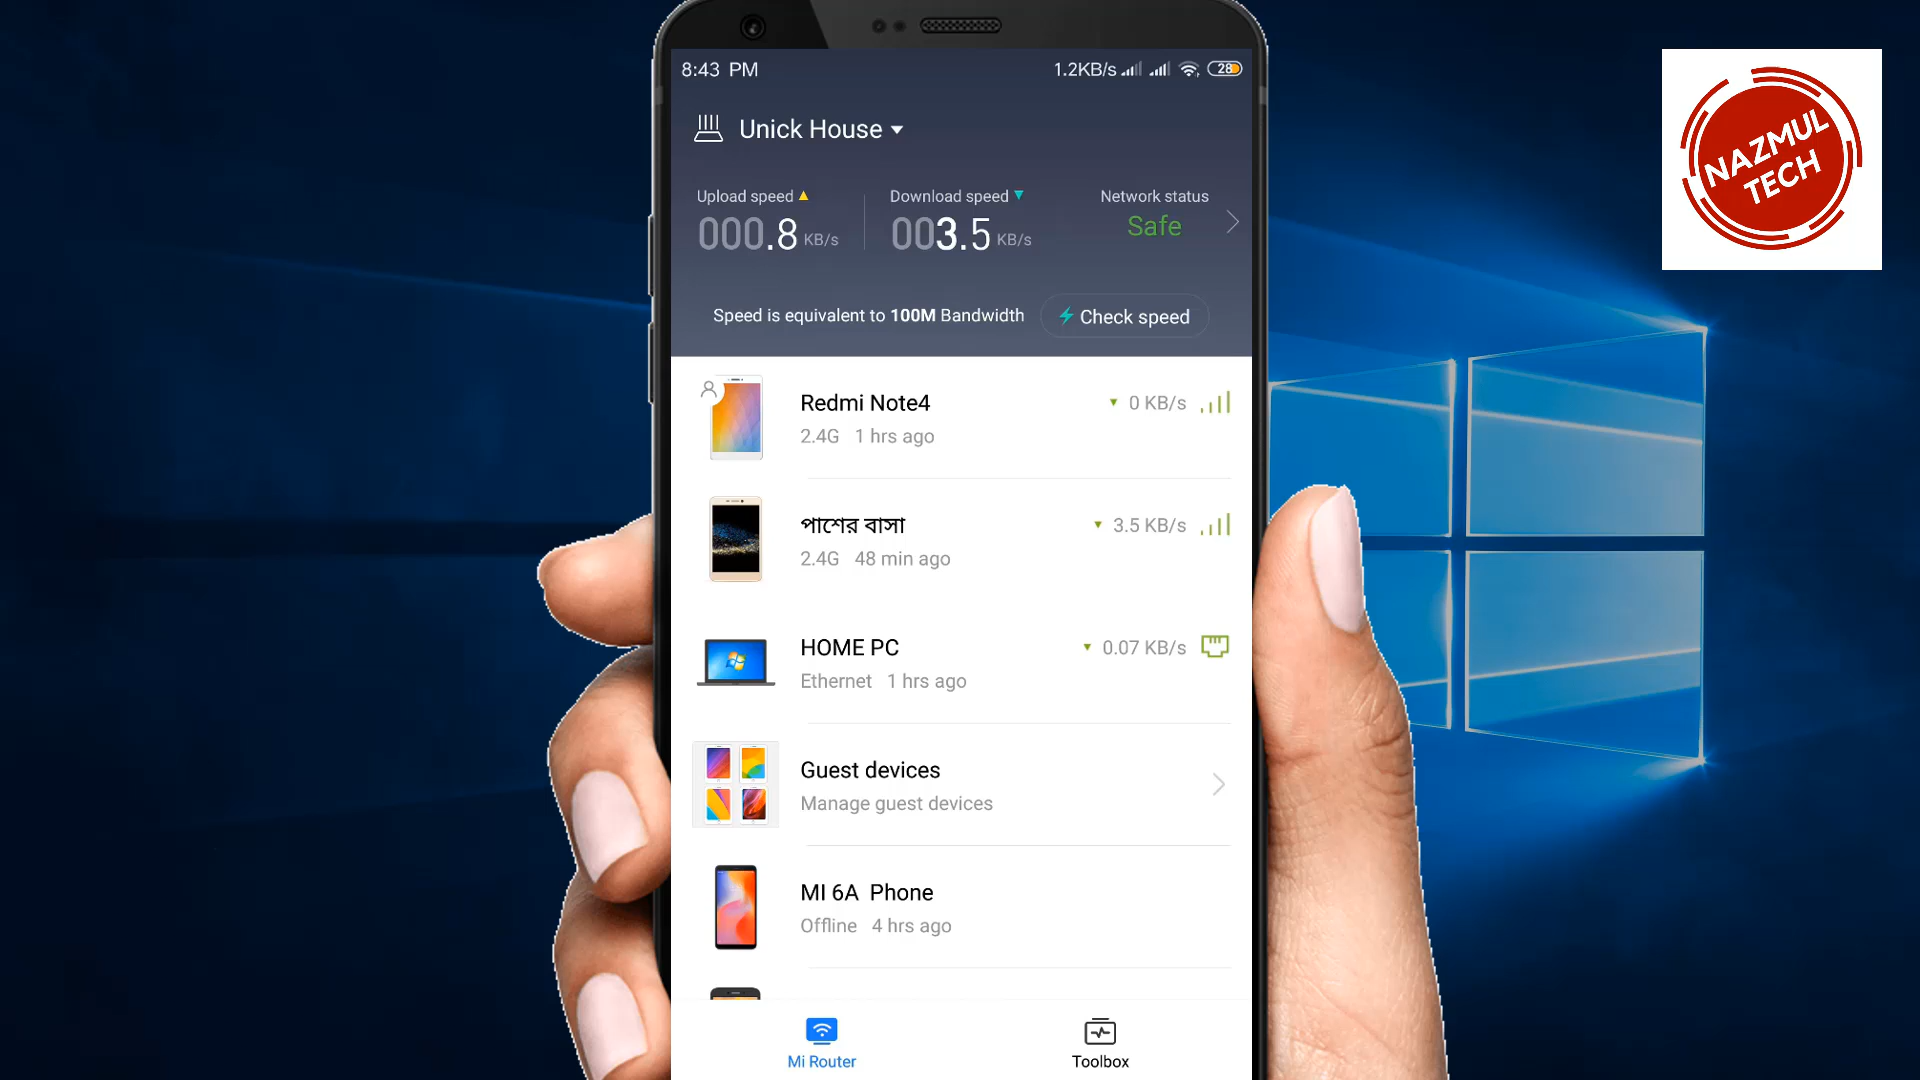 8:43 PM
1.2KB/s
28
Unick House
Upload speed
000.8 KB/s
Download speed
003.5 KB/s
Network status
Safe
Speed is equivalent to 100M Bandwidth
Check speed
Redmi Note4
0 KB/s
2.4G 1 hrs ago
পাশের বাসা
3.5 KB/s
2.4G 48 min ago
HOME PC
0.07 KB/s
Ethernet 1 hrs ago
Guest devices
Manage guest devices
MI 6A Phone
Offline 4 hrs ago
Mi Router
Toolbox
NAZMUL
TECH